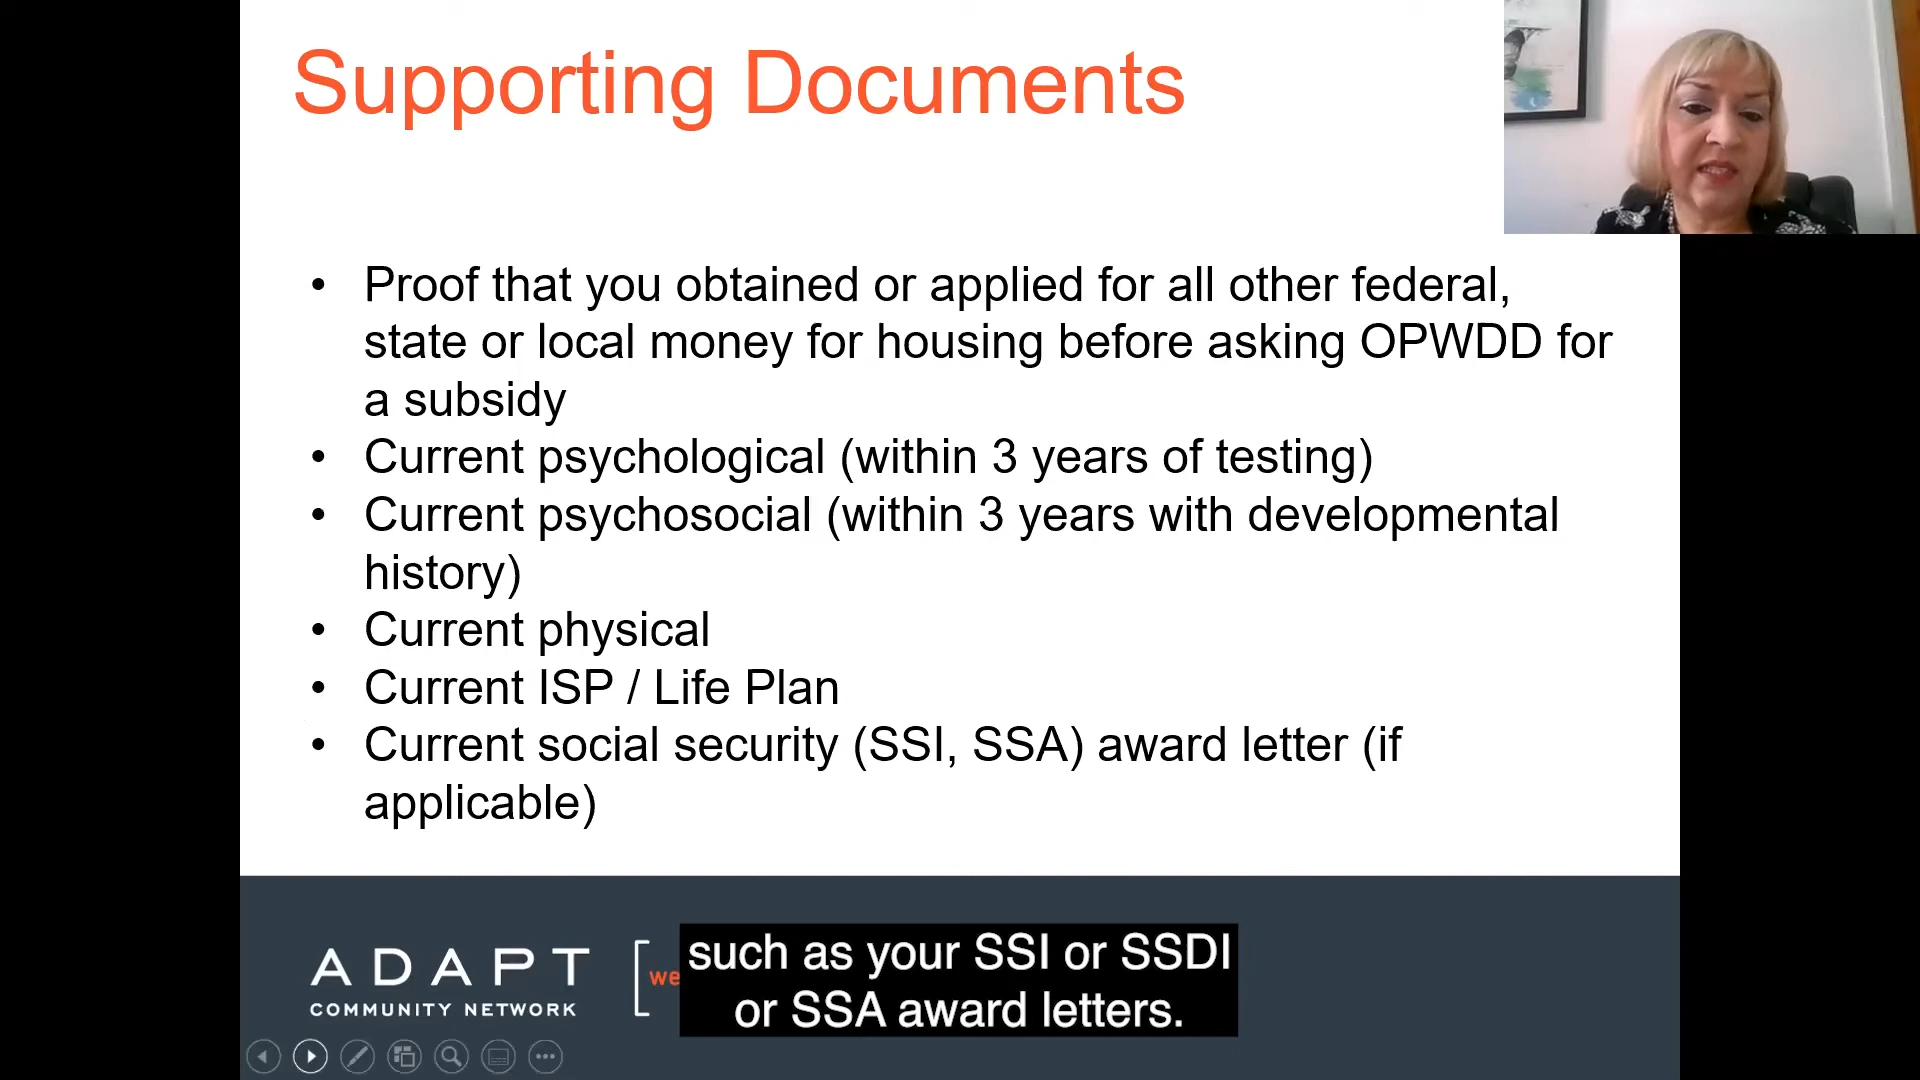 Supporting Documents
• Proof that you obtained or applied for all other federal,
state or local money for housing before asking OPWDD for
a subsidy
• Current psychological (within 3 years of testing)
• Current psychosocial (within 3 years with developmental
history)
• Current physical
• Current ISP / Life Plan
• Current social security (SSI, SSA) award letter (if
applicable)
ADAPT
COMMUNITY NETWORK
[we
such as your SSI or SSDI
or SSA award letters.